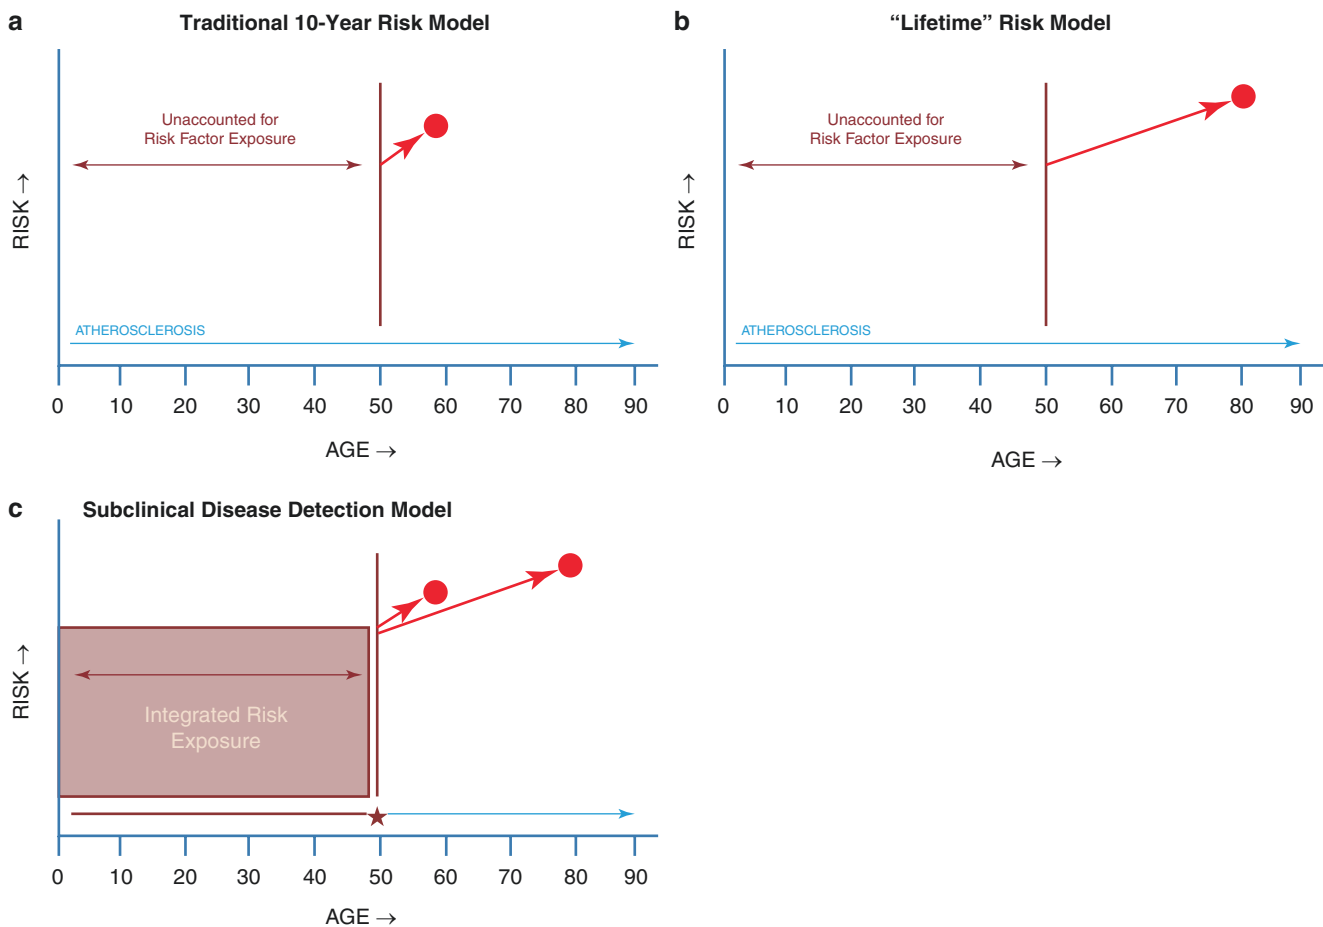 a
Traditional 10-Year Risk Model
Unaccounted for
Risk Factor Exposure
RISK →
ATHEROSCLEROSIS
0 10 20 30 40 50 60 70 80 90
AGE →
b
“Lifetime” Risk Model
Unaccounted for
Risk Factor Exposure
RISK →
ATHEROSCLEROSIS
0 10 20 30 40 50 60 70 80 90
AGE →
c
Subclinical Disease Detection Model
RISK →
Integrated Risk
Exposure
0 10 20 30 40 50 60 70 80 90
AGE →